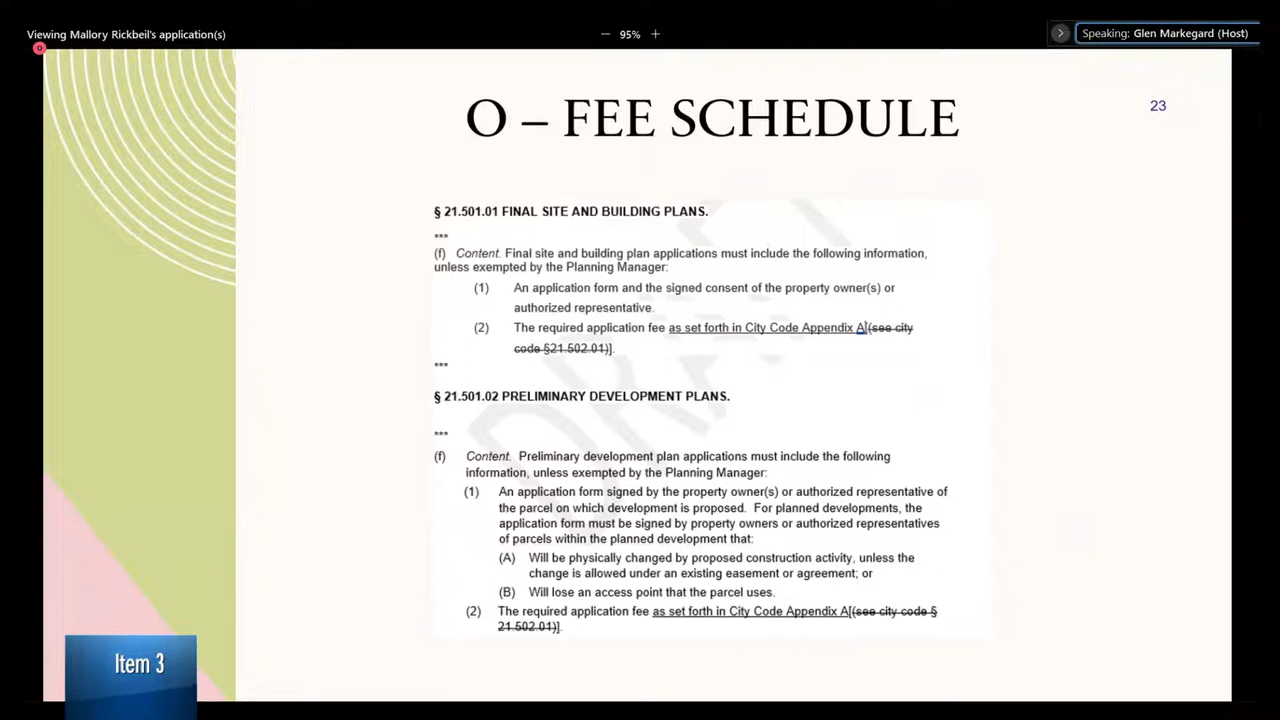 Viewing Mallory Rickbeil's application(s)
95%
Speaking: Glen Markegard (Host)
O – FEE SCHEDULE
23
§ 21.501.01 FINAL SITE AND BUILDING PLANS.
***
(f) Content. Final site and building plan applications must include the following information,
unless exempted by the Planning Manager:
(1) An application form and the signed consent of the property owner(s) or
authorized representative.
(2) The required application fee as set forth in City Code Appendix A[(see city
code §21.502.01)].
***
§ 21.501.02 PRELIMINARY DEVELOPMENT PLANS.
***
(f) Content. Preliminary development plan applications must include the following
information, unless exempted by the Planning Manager:
(1) An application form signed by the property owner(s) or authorized representative of
the parcel on which development is proposed. For planned developments, the
application form must be signed by property owners or authorized representatives
of parcels within the planned development that:
(A) Will be physically changed by proposed construction activity, unless the
change is allowed under an existing easement or agreement; or
(B) Will lose an access point that the parcel uses.
(2) The required application fee as set forth in City Code Appendix A[(see city code §
21.502.01)].
DRAFT
Item 3